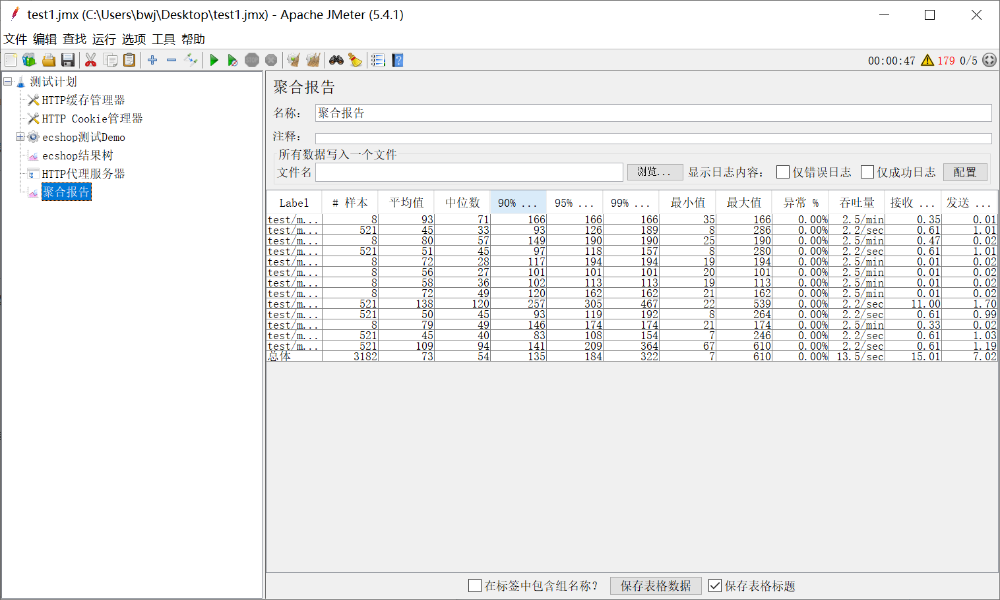 test1.jmx (C:\Users\bwj\Desktop\test1.jmx) - Apache JMeter (5.4.1)
文件 编辑 查找 运行 选项 工具 帮助
00:00:47 179 0/5
测试计划
HTTP缓存管理器
HTTP Cookie管理器
ecshop测试Demo
ecshop结果树
HTTP代理服务器
聚合报告
聚合报告
名称： 聚合报告
注释：
所有数据写入一个文件
文件名 浏览... 显示日志内容： 仅错误日志 仅成功日志 配置
Label # 样本 平均值 中位数 90% ... 95% ... 99% ... 最小值 最大值 异常 % 吞吐量 接收 ... 发送 ...
test/m... 8 93 71 166 166 166 35 166 0.00% 2.5/min 0.35 0.01
test/m... 521 45 33 93 126 189 8 286 0.00% 2.2/sec 0.61 1.01
test/m... 8 80 57 149 190 190 25 190 0.00% 2.5/min 0.47 0.02
test/m... 521 51 45 97 118 157 8 280 0.00% 2.2/sec 0.61 1.01
test/m... 8 72 28 117 194 194 19 194 0.00% 2.5/min 0.01 0.02
test/m... 8 56 27 101 101 101 20 101 0.00% 2.5/min 0.01 0.02
test/m... 8 58 36 102 113 113 19 113 0.00% 2.5/min 0.01 0.02
test/m... 8 72 49 120 162 162 21 162 0.00% 2.5/min 0.01 0.02
test/m... 521 138 120 257 305 467 22 539 0.00% 2.2/sec 11.00 1.70
test/m... 521 50 45 93 119 192 8 264 0.00% 2.2/sec 0.61 0.99
test/m... 8 79 49 146 174 174 21 174 0.00% 2.5/min 0.33 0.02
test/m... 521 45 40 83 108 154 7 246 0.00% 2.2/sec 0.61 1.03
test/m... 521 109 94 141 209 364 67 610 0.00% 2.2/sec 0.61 1.19
总体 3182 73 54 135 184 322 7 610 0.00% 13.5/sec 15.01 7.02
在标签中包含组名称？ 保存表格数据 保存表格标题